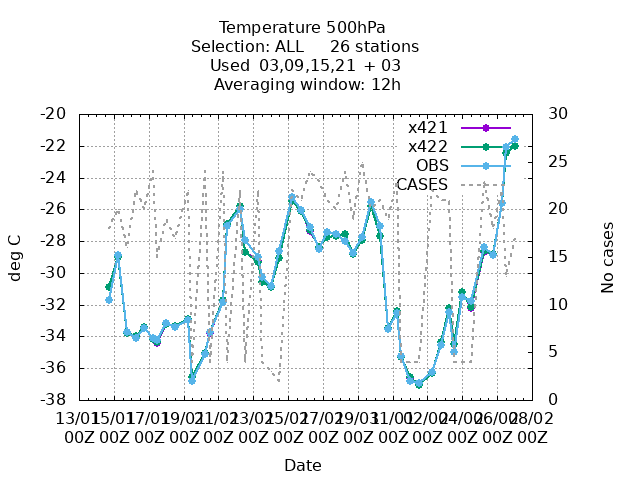 Temperature 500hPa
Selection: ALL 26 stations
Used 03,09,15,21 + 03
Averaging window: 12h
-20
-22
-24
-26
-28
-30
-32
-34
-36
-38
deg C
x421
x422
OBS
CASES
30
25
20
15
10
5
0
No cases
13/01 15/01 17/01 19/01 21/01 23/01 25/01 27/01 29/01 31/01 02/02 04/02 06/02 08/02
00Z 00Z 00Z 00Z 00Z 00Z 00Z 00Z 00Z 00Z 00Z 00Z 00Z 00Z
Date